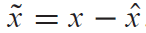 x̃ = x − x̂